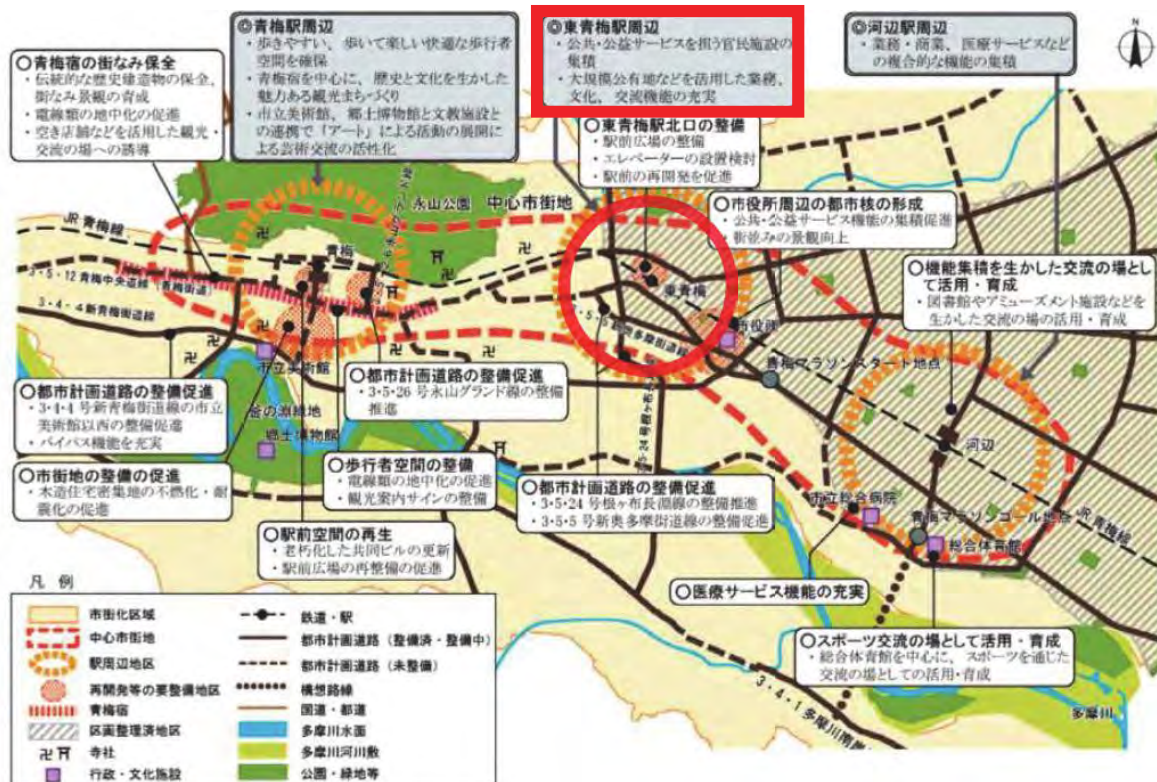 ◎青梅駅周辺
・歩きやすい、歩いて楽しい快適な歩行者
空間を確保
・青梅宿を中心に、歴史と文化を生かした
魅力ある観光まちづくり
・市立美術館、郷土博物館と文教施設と
の連携で「アート」による活動の展開に
よる芸術交流の活性化
◎東青梅駅周辺
・公共・公益サービスを担う官民施設の
集積
・大規模公有地などを活用した業務、
文化、交流機能の充実
◎河辺駅周辺
・業務・商業、医療サービスなど
の複合的な機能の集積
N
○青梅宿の街なみ保全
・伝統的な歴史建造物の保全、
街なみ景観の育成
・電線類の地中化の促進
・空き店舗などを活用した観光・
交流の場への誘導
○東青梅駅北口の整備
・駅前広場の整備
・エレベーターの設置検討
・駅前の再開発を促進
○市役所周辺の都市核の形成
・公共・公益サービス機能の集積促進
・街並みの景観向上
○機能集積を生かした交流の場とし
て活用・育成
・図書館やアミューズメント施設などを
生かした交流の場の活用・育成
永山公園
中心市街地
JR青梅線
青梅
3・5・12青梅中央道線(青梅街道)
3・4・4新青梅街道線
東青梅
市役所
青梅マラソンスタート地点
市立美術館
釜の淵緑地
郷土博物館
河辺
○都市計画道路の整備促進
・3・4・4号新青梅街道線の市立
美術館以西の整備促進
・バイパス機能を充実
○都市計画道路の整備促進
・3・5・26号永山グランド線の整備
推進
○市街地の整備の促進
・木造住宅密集地の不燃化・耐
震化の促進
○歩行者空間の整備
・電線類の地中化の促進
・観光案内サインの整備
○都市計画道路の整備促進
・3・5・24号根ヶ布長淵線の整備推進
・3・5・5号新奥多摩街道線の整備促進
○駅前空間の再生
・老朽化した共同ビルの更新
・駅前広場の再整備の促進
市立総合病院
青梅マラソンゴール地点
総合体育館
JR青梅線
○医療サービス機能の充実
○スポーツ交流の場として活用・育成
・総合体育館を中心に、スポーツを通じた
交流の場としての活用・育成
3・4・1多摩川南岸
多摩川
凡例
市街化区域
中心市街地
駅周辺地区
再開発等の要整備地区
青梅宿
区画整理済地区
寺社
行政・文化施設
鉄道・駅
都市計画道路(整備済・整備中)
都市計画道路(未整備)
構想路線
国道・都道
多摩川水面
多摩川河川敷
公園・緑地等